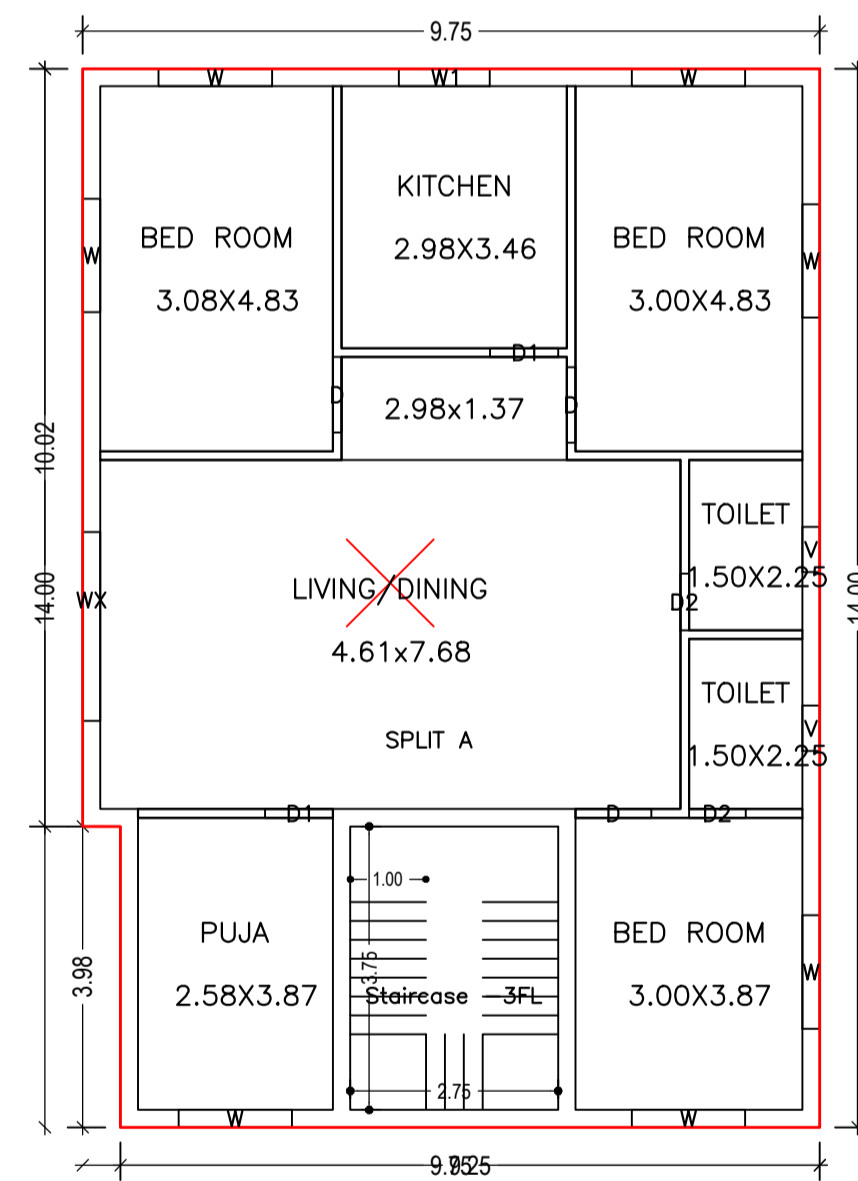 9.75
W W1 W
KITCHEN
2.98X3.46
BED ROOM
3.08X4.83
BED ROOM
3.00X4.83
W
W
D1
D
2.98x1.37
D
10.02
14.00
14.00
TOILET
1.50X2.25
V
WX
LIVING/DINING
4.61x7.68
D2
SPLIT A
TOILET
1.50X2.25
V
D1
D
D2
1.00
3.75
PUJA
2.58X3.87
Staircase -3FL
BED ROOM
3.00X3.87
W
3.98
2.75
W
W